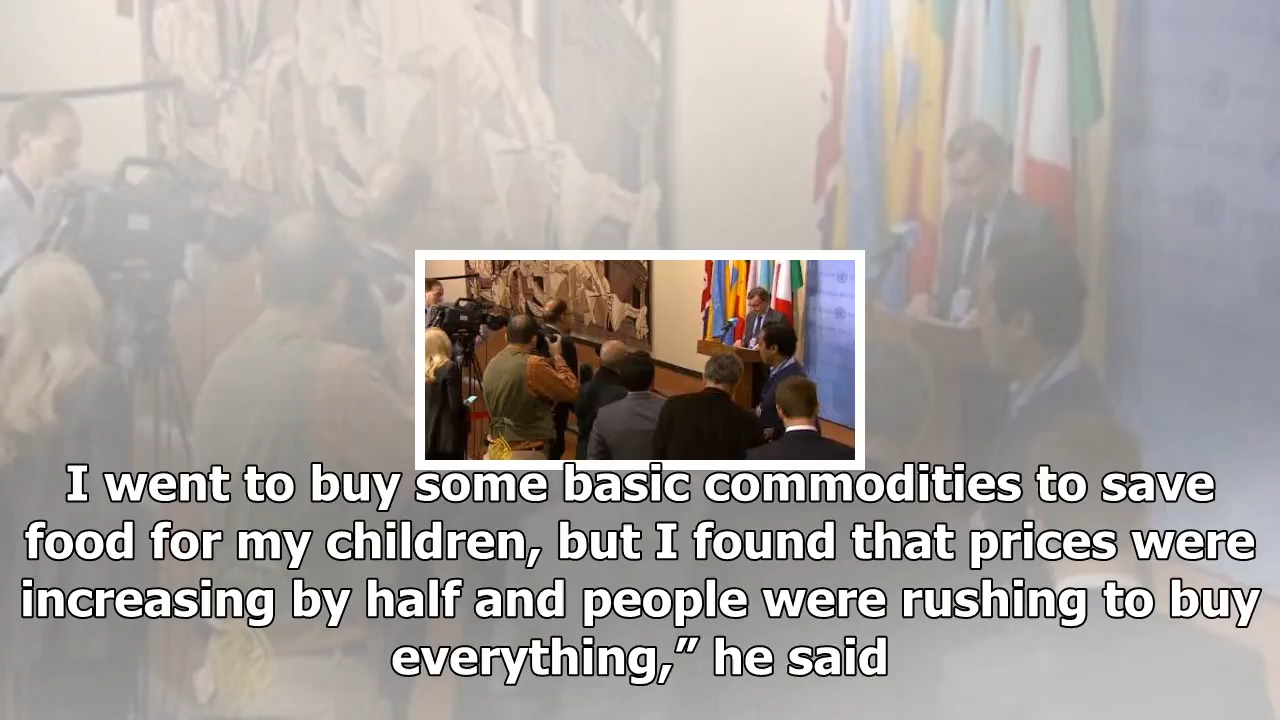 I went to buy some basic commodities to save
food for my children, but I found that prices were
increasing by half and people were rushing to buy
everything,” he said